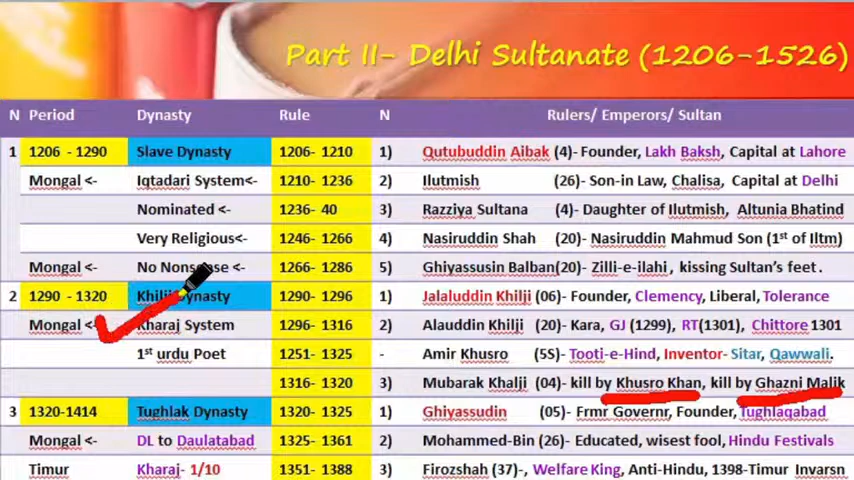 Part II- Delhi Sultanate (1206-1526)
N Period Dynasty Rule N Rulers/ Emperors/ Sultan
1 1206 - 1290 Slave Dynasty 1206- 1210 1) Qutubuddin Aibak (4)- Founder, Lakh Baksh, Capital at Lahore
Mongal <- Iqtadari System<- 1210- 1236 2) Ilutmish (26)- Son-in Law, Chalisa, Capital at Delhi
Nominated <- 1236- 40 3) Razziya Sultana (4)- Daughter of Ilutmish, Altunia Bhatind
Very Religious<- 1246- 1266 4) Nasiruddin Shah (20)- Nasiruddin Mahmud Son (1st of Iltm)
Mongal <- No Nonsense <- 1266- 1286 5) Ghiyassusin Balban(20)- Zilli-e-ilahi, kissing Sultan's feet.
2 1290 - 1320 Khilji Dynasty 1290- 1296 1) Jalaluddin Khilji (06)- Founder, Clemency, Liberal, Tolerance
Mongal <- Kharaj System 1296- 1316 2) Alauddin Khilji (20)- Kara, GJ (1299), RT(1301), Chittore 1301
1st urdu Poet 1251- 1325 - Amir Khusro (5S)- Tooti-e-Hind, Inventor- Sitar, Qawwali.
1316- 1320 3) Mubarak Khalji (04)- kill by Khusro Khan, kill by Ghazni Malik
3 1320-1414 Tughlak Dynasty 1320- 1325 1) Ghiyassudin (05)- Frmr Governr, Founder, Tughlaqabad
Mongal <- DL to Daulatabad 1325- 1361 2) Mohammed-Bin (26)- Educated, wisest fool, Hindu Festivals
Timur Kharaj- 1/10 1351- 1388 3) Firozshah (37)-, Welfare King, Anti-Hindu, 1398-Timur Invarsn